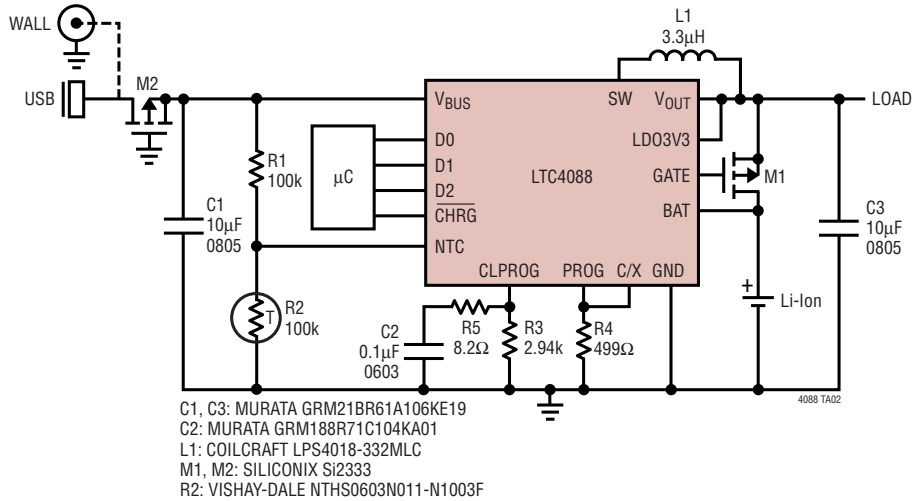 WALL
USB
M2
L1
3.3μH
VBUS
SW
VOUT
LOAD
D0
LDO3V3
R1
100k
D1
μC
LTC4088
D2
GATE
M1
CHRG
BAT
C1
10μF
0805
C3
10μF
0805
NTC
CLPROG
PROG
C/X
GND
T
R2
100k
+
Li-Ion
C2
0.1μF
0603
R5
8.2Ω
R3
2.94k
R4
499Ω
4088 TA02
C1, C3: MURATA GRM21BR61A106KE19
C2: MURATA GRM188R71C104KA01
L1: COILCRAFT LPS4018-332MLC
M1, M2: SILICONIX Si2333
R2: VISHAY-DALE NTHS0603N011-N1003F